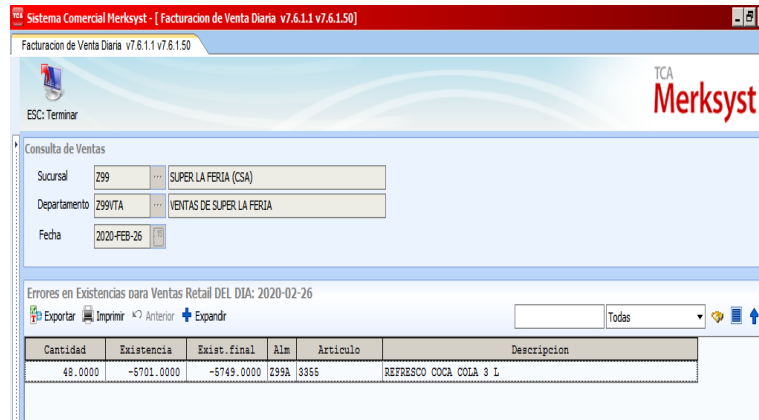 TCA Sistema Comercial Merksyst - [ Facturacion de Venta Diaria v7.6.1.1 v7.6.1.50]
Facturacion de Venta Diaria v7.6.1.1 v7.6.1.50
ESC: Terminar
TCA
Merksyst
Consulta de Ventas
Sucursal Z99 ... SUPER LA FERIA (CSA)
Departamento Z99VTA ... VENTAS DE SUPER LA FERIA
Fecha 2020-FEB-26
Errores en Existencias para Ventas Retail DEL DIA: 2020-02-26
Exportar Imprimir Anterior Expandir Todas
Cantidad Existencia Exist.final Alm Articulo Descripcion
48.0000 -5701.0000 -5749.0000 Z99A 3355 REFRESCO COCA COLA 3 L